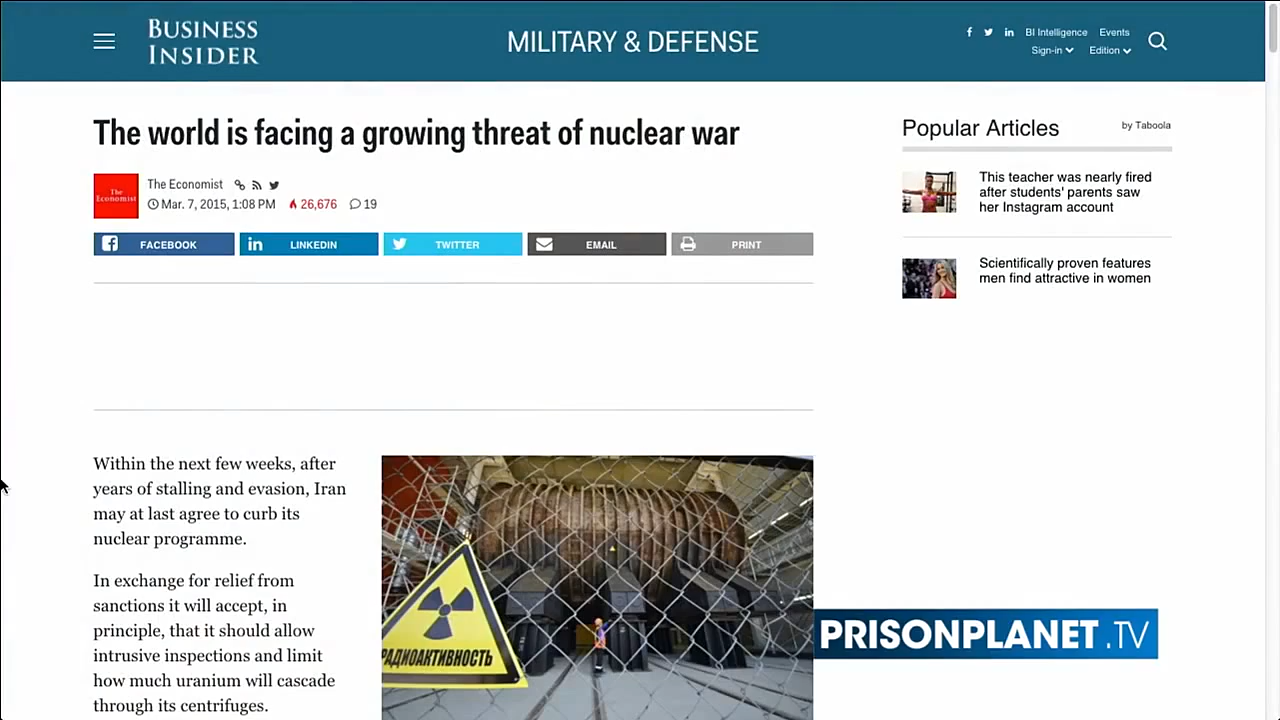 BUSINESS
INSIDER
MILITARY & DEFENSE
BI Intelligence Events
Sign-in Edition
The world is facing a growing threat of nuclear war
The Economist
The
Economist
Mar. 7, 2015, 1:08 PM 26,676 19
FACEBOOK LINKEDIN TWITTER EMAIL PRINT
Popular Articles by Taboola
This teacher was nearly fired
after students' parents saw
her Instagram account
Scientifically proven features
men find attractive in women
Within the next few weeks, after
years of stalling and evasion, Iran
may at last agree to curb its
nuclear programme.
In exchange for relief from
sanctions it will accept, in
principle, that it should allow
intrusive inspections and limit
how much uranium will cascade
through its centrifuges.
РАДИОАКТИВНОСТЬ
PRISONPLANET.TV